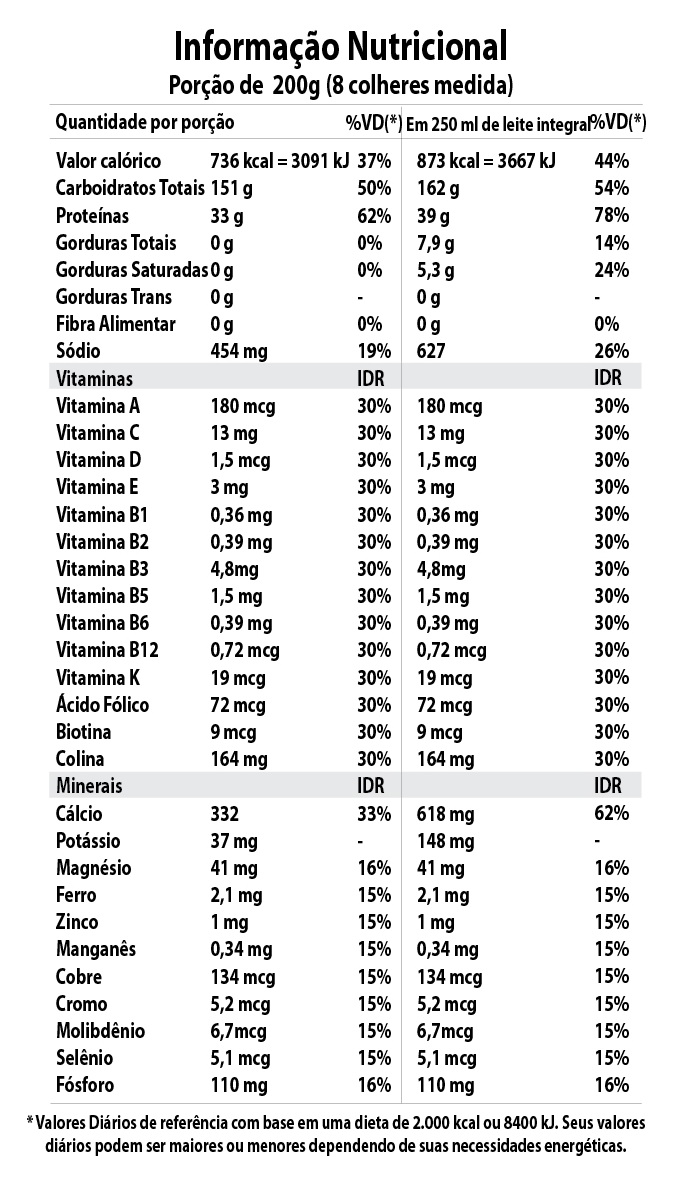 Informação Nutricional
Porção de 200g (8 colheres medida)
Quantidade por porção %VD(*) Em 250 ml de leite integral %VD(*)
Valor calórico 736 kcal = 3091 kJ 37% 873 kcal = 3667 kJ 44%
Carboidratos Totais 151 g 50% 162 g 54%
Proteínas 33 g 62% 39 g 78%
Gorduras Totais 0 g 0% 7,9 g 14%
Gorduras Saturadas 0 g 0% 5,3 g 24%
Gorduras Trans 0 g - 0 g -
Fibra Alimentar 0 g 0% 0 g 0%
Sódio 454 mg 19% 627 26%
Vitaminas IDR IDR
Vitamina A 180 mcg 30% 180 mcg 30%
Vitamina C 13 mg 30% 13 mg 30%
Vitamina D 1,5 mcg 30% 1,5 mcg 30%
Vitamina E 3 mg 30% 3 mg 30%
Vitamina B1 0,36 mg 30% 0,36 mg 30%
Vitamina B2 0,39 mg 30% 0,39 mg 30%
Vitamina B3 4,8mg 30% 4,8mg 30%
Vitamina B5 1,5 mg 30% 1,5 mg 30%
Vitamina B6 0,39 mg 30% 0,39 mg 30%
Vitamina B12 0,72 mcg 30% 0,72 mcg 30%
Vitamina K 19 mcg 30% 19 mcg 30%
Ácido Fólico 72 mcg 30% 72 mcg 30%
Biotina 9 mcg 30% 9 mcg 30%
Colina 164 mg 30% 164 mg 30%
Minerais IDR IDR
Cálcio 332 33% 618 mg 62%
Potássio 37 mg - 148 mg -
Magnésio 41 mg 16% 41 mg 16%
Ferro 2,1 mg 15% 2,1 mg 15%
Zinco 1 mg 15% 1 mg 15%
Manganês 0,34 mg 15% 0,34 mg 15%
Cobre 134 mcg 15% 134 mcg 15%
Cromo 5,2 mcg 15% 5,2 mcg 15%
Molibdênio 6,7mcg 15% 6,7mcg 15%
Selênio 5,1 mcg 15% 5,1 mcg 15%
Fósforo 110 mg 16% 110 mg 16%
* Valores Diários de referência com base em uma dieta de 2.000 kcal ou 8400 kJ. Seus valores
diários podem ser maiores ou menores dependendo de suas necessidades energéticas.